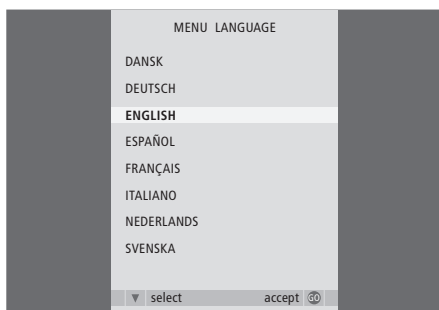 MENU LANGUAGE
DANSK
DEUTSCH
ENGLISH
ESPAÑOL
FRANÇAIS
ITALIANO
NEDERLANDS
SVENSKA
▼ select accept GO